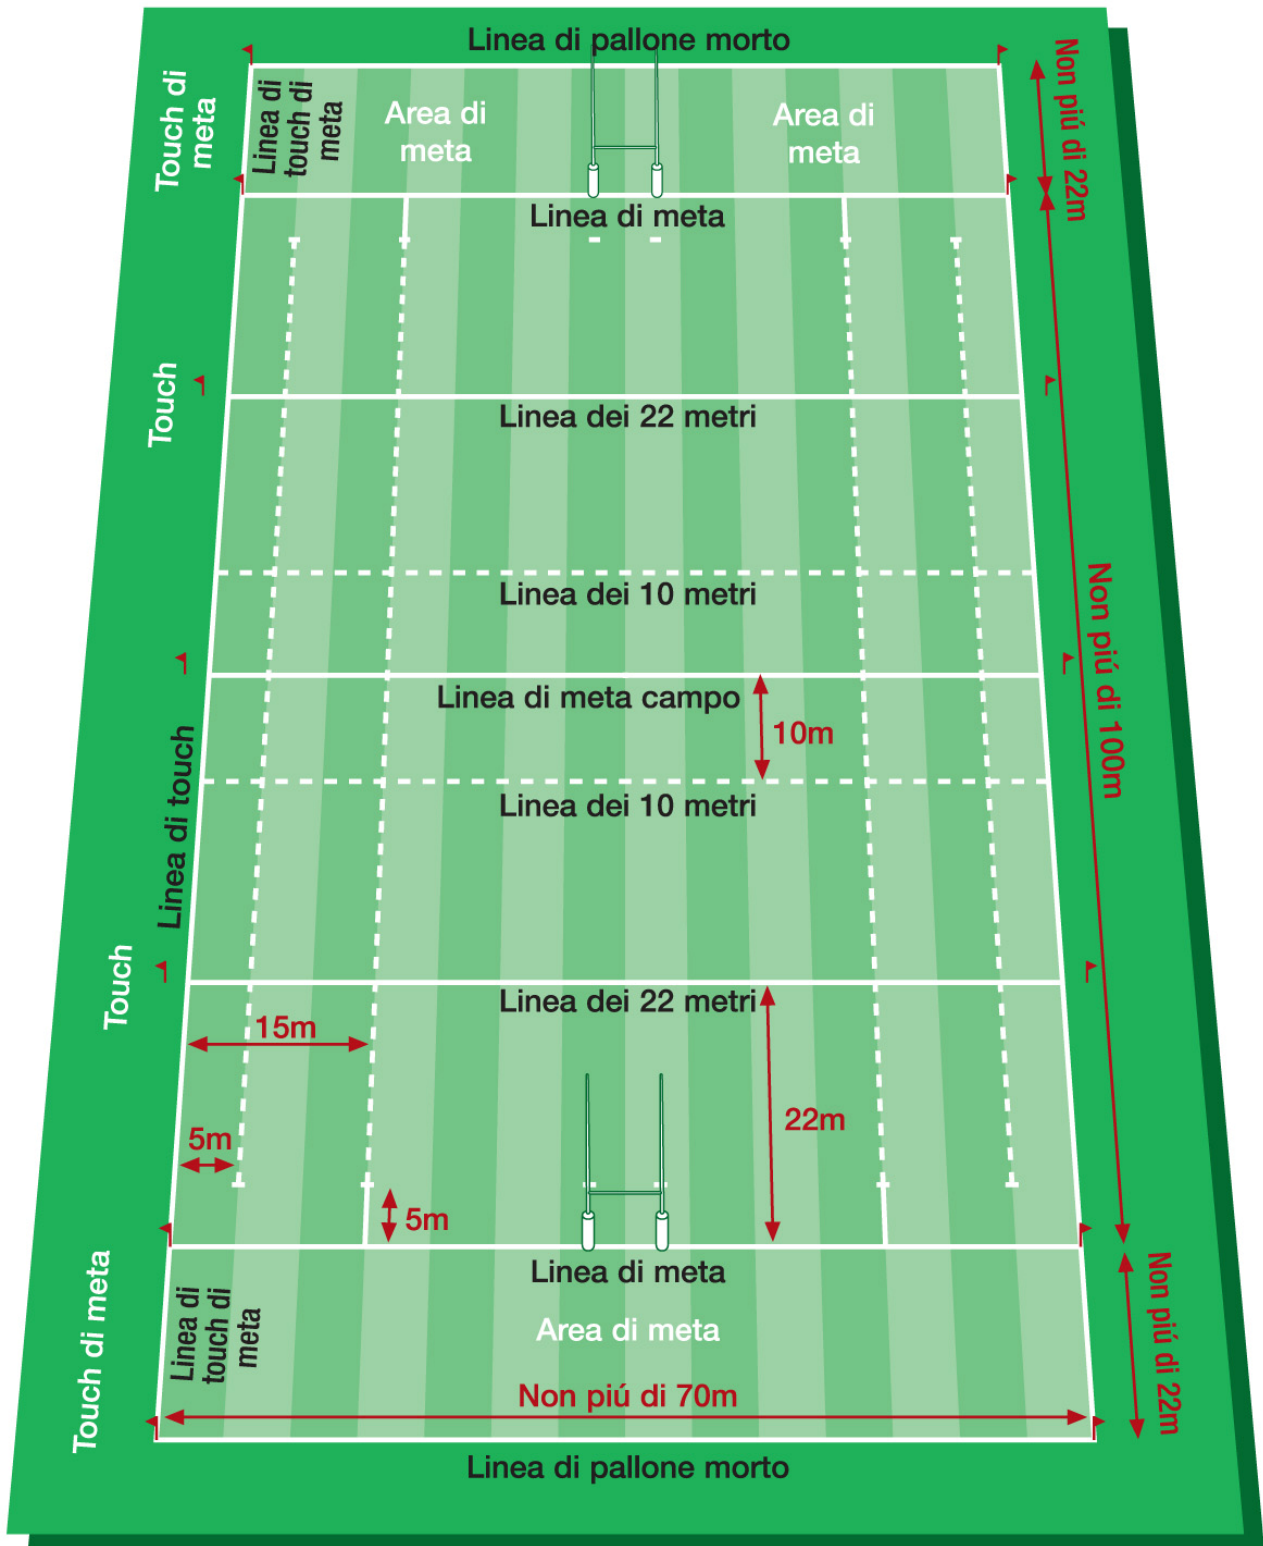 Linea di pallone morto
Touch di
meta
Linea di
touch di
meta
Area di
meta
Area di
meta
Non piú di 22m
Linea di meta
Touch
Linea dei 22 metri
Linea dei 10 metri
Non piú di 100m
Linea di meta campo
10m
Linea di touch
Linea dei 10 metri
Touch
Linea dei 22 metri
15m
22m
5m
5m
Linea di meta
Touch di meta
Linea di
touch di
meta
Area di meta
Non piú di 22m
Non piú di 70m
Linea di pallone morto